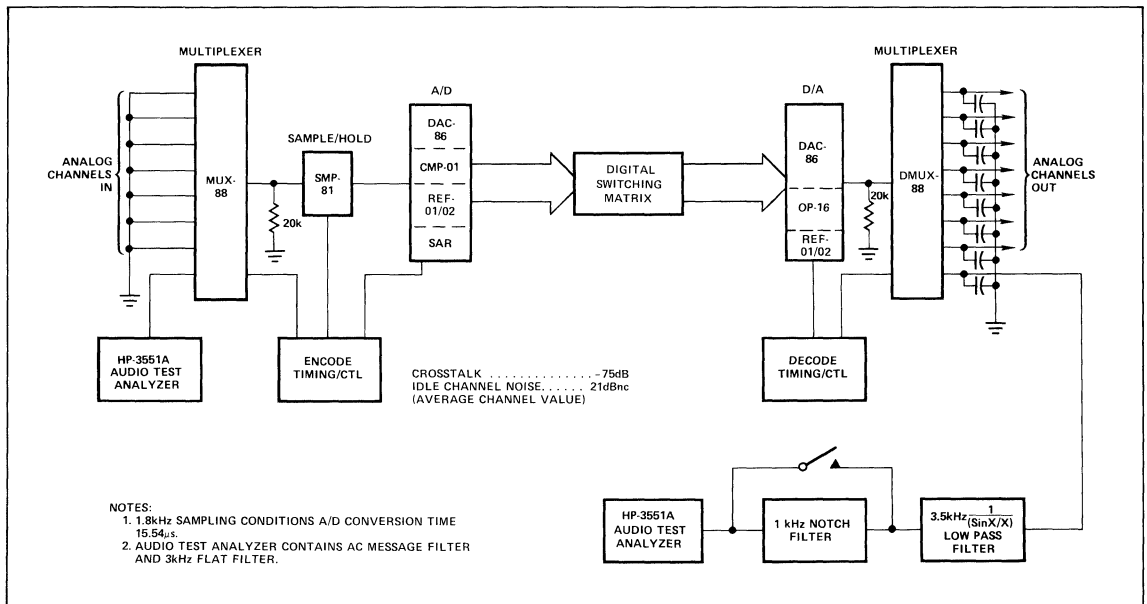 MULTIPLEXER
ANALOG
CHANNELS
IN
MUX-
88
20k
SAMPLE/HOLD
SMP-
81
A/D
DAC-
86
CMP-01
REF-
01/02
SAR
DIGITAL
SWITCHING
MATRIX
D/A
DAC-
86
OP-16
REF-
01/02
20k
MULTIPLEXER
DMUX-
88
ANALOG
CHANNELS
OUT
HP-3551A
AUDIO TEST
ANALYZER
ENCODE
TIMING/CTL
CROSSTALK . . . . . . . . . . . . . . –75dB
IDLE CHANNEL NOISE. . . . . . 21dBnc
(AVERAGE CHANNEL VALUE)
DECODE
TIMING/CTL
NOTES:
1. 1.8kHz SAMPLING CONDITIONS A/D CONVERSION TIME
15.54μs.
2. AUDIO TEST ANALYZER CONTAINS AC MESSAGE FILTER
AND 3kHz FLAT FILTER.
HP-3551A
AUDIO TEST
ANALYZER
1 kHz NOTCH
FILTER
3.5kHz 1/(SinX/X)
LOW PASS
FILTER